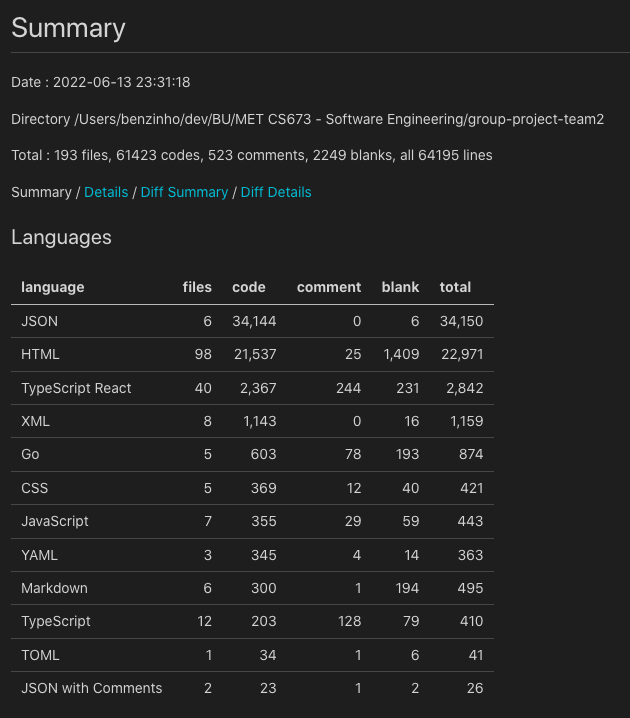 Summary
Date : 2022-06-13 23:31:18
Directory /Users/benzinho/dev/BU/MET CS673 - Software Engineering/group-project-team2
Total : 193 files, 61423 codes, 523 comments, 2249 blanks, all 64195 lines
Summary / Details / Diff Summary / Diff Details
Languages
language files code comment blank total
JSON 6 34,144 0 6 34,150
HTML 98 21,537 25 1,409 22,971
TypeScript React 40 2,367 244 231 2,842
XML 8 1,143 0 16 1,159
Go 5 603 78 193 874
CSS 5 369 12 40 421
JavaScript 7 355 29 59 443
YAML 3 345 4 14 363
Markdown 6 300 1 194 495
TypeScript 12 203 128 79 410
TOML 1 34 1 6 41
JSON with Comments 2 23 1 2 26